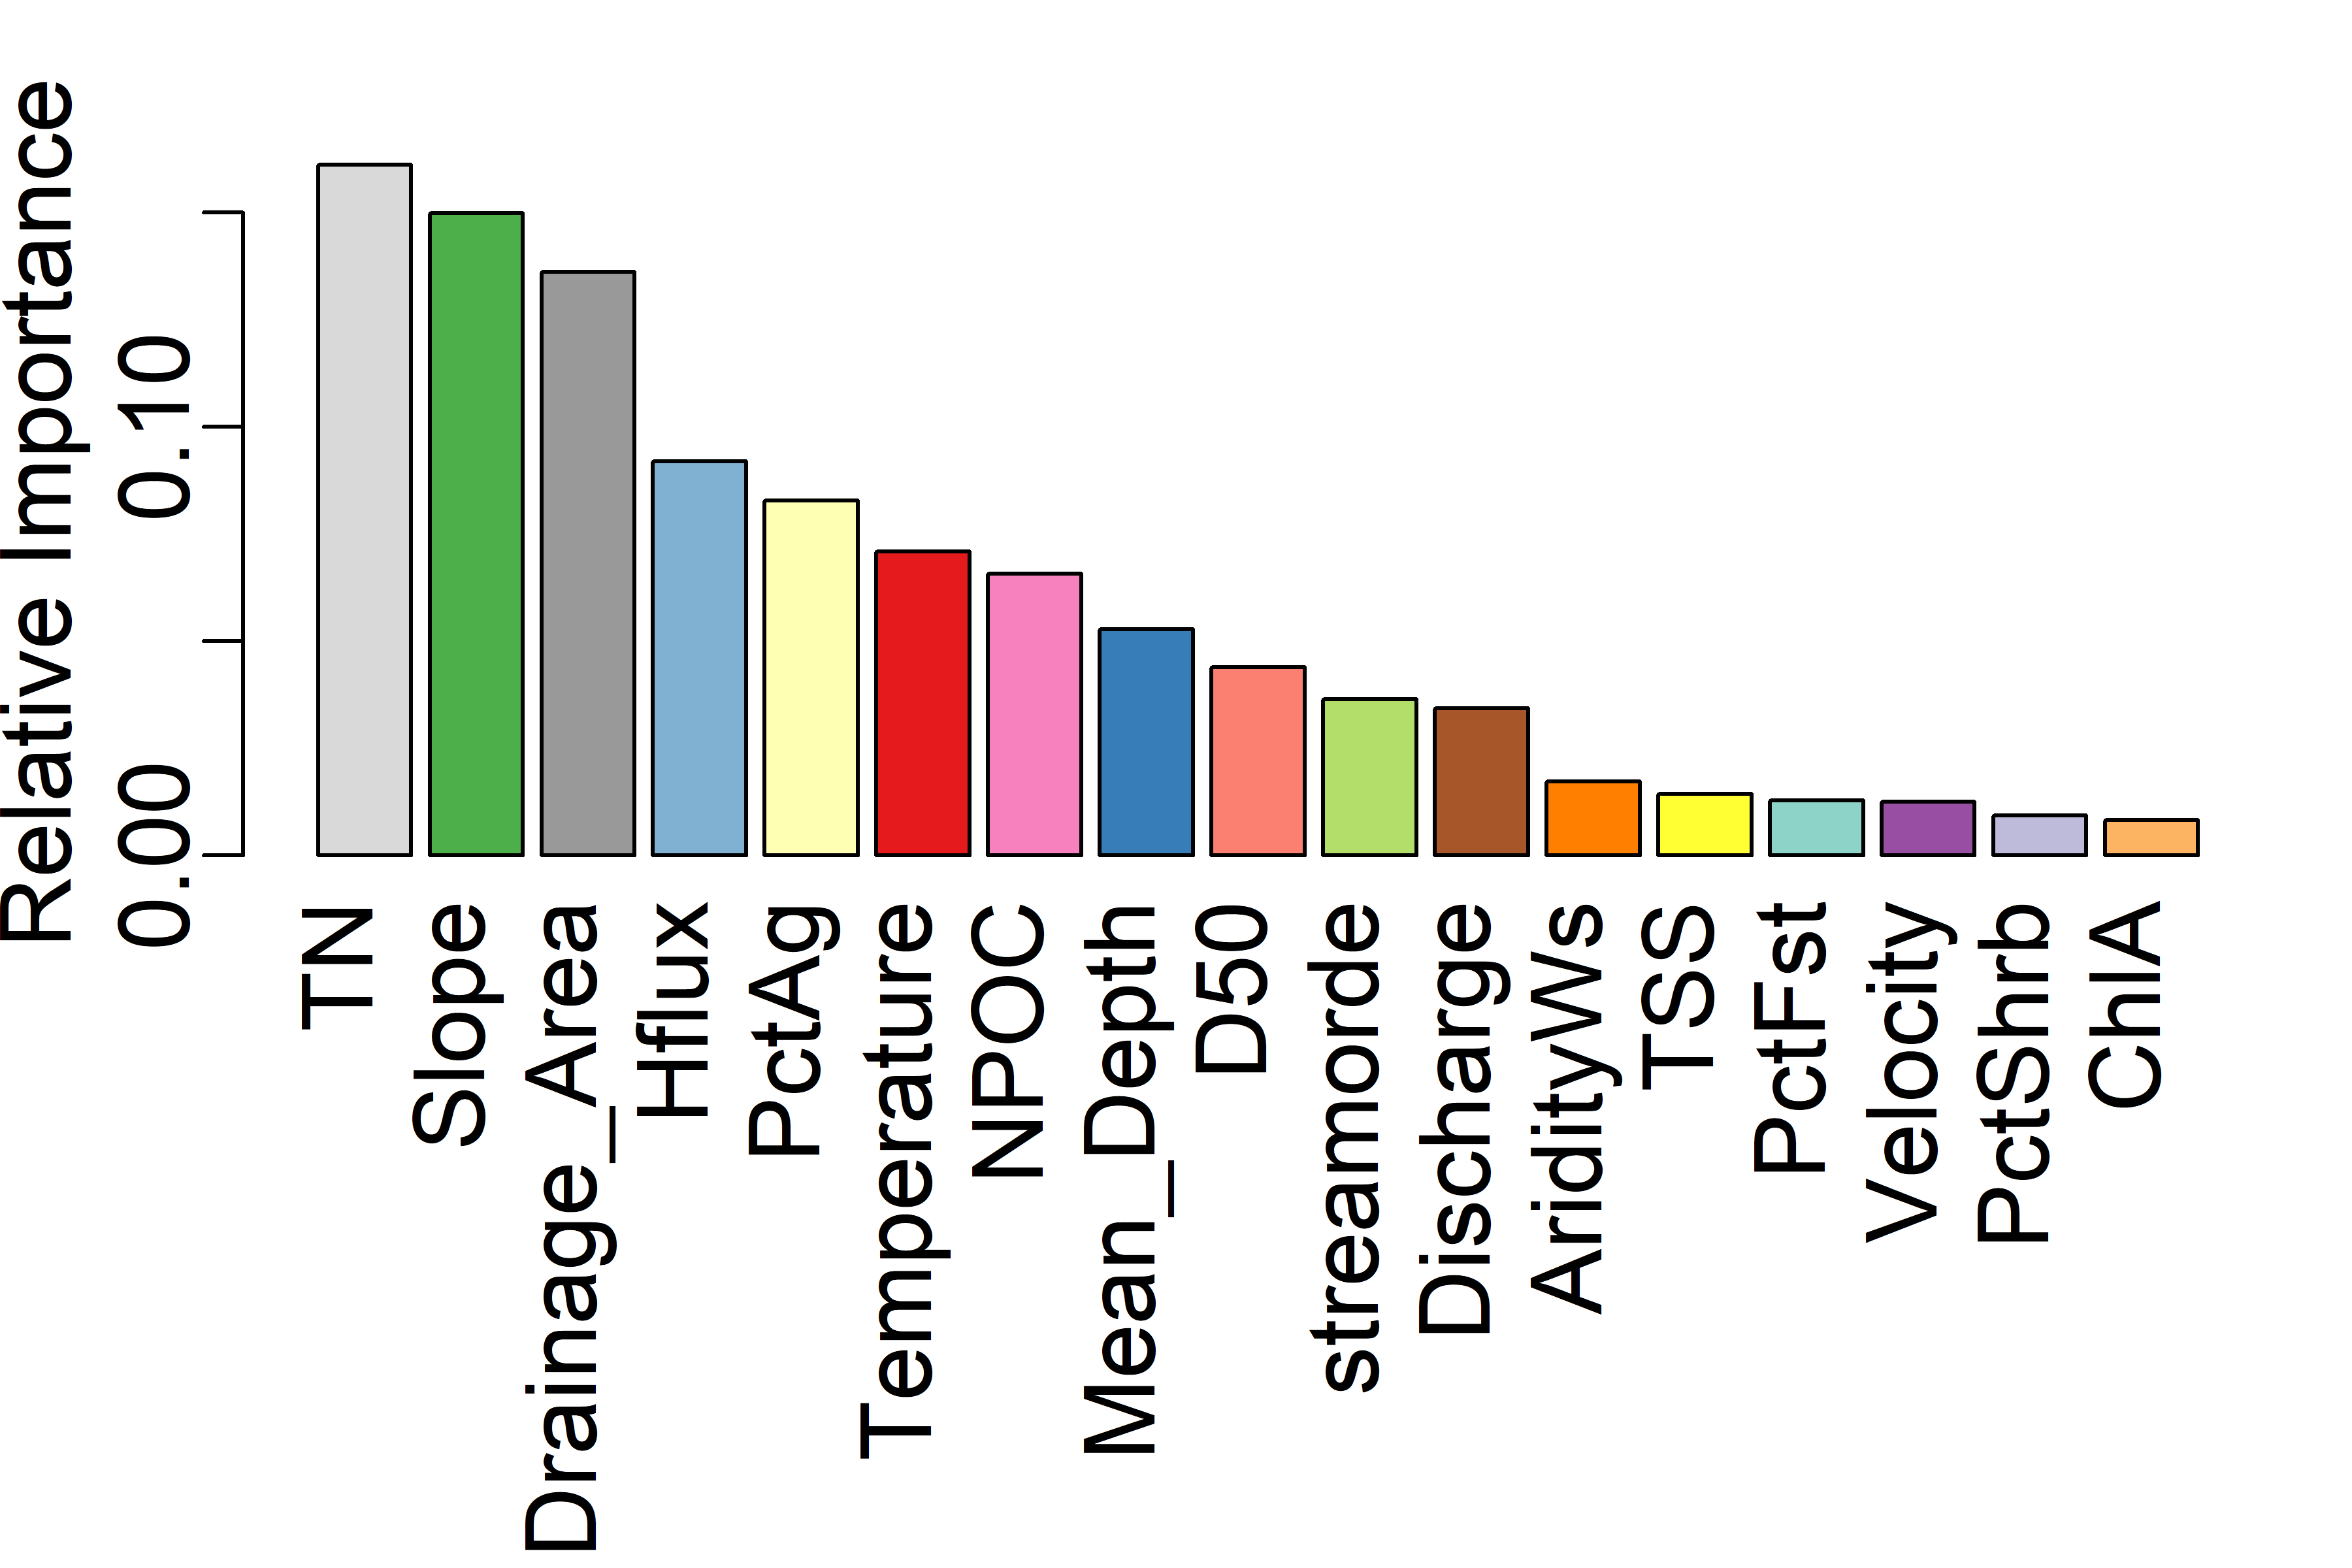 Relative Importance
0.00
0.10
TN
Slope
Drainage_Area
Hflux
PctAg
Temperature
NPOC
Mean_Depth
D50
streamorde
Discharge
AridityWs
TSS
PctFst
Velocity
PctShrb
ChlA